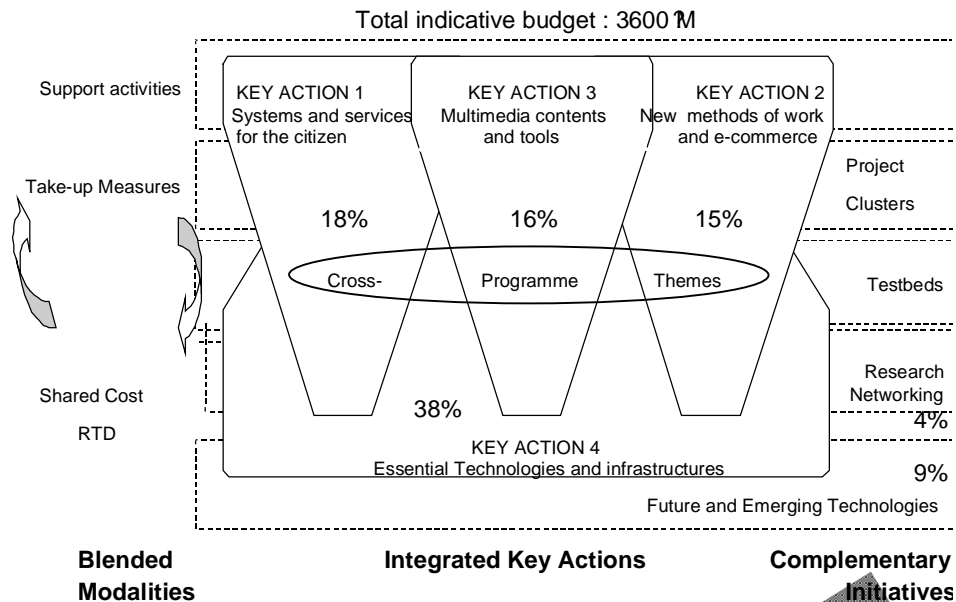 Total indicative budget : 3600 M
Support activities
KEY ACTION 1
Systems and services
for the citizen
KEY ACTION 3
Multimedia contents
and tools
KEY ACTION 2
New methods of work
and e-commerce
Take-up Measures
Project
Clusters
18%
16%
15%
Cross-
Programme
Themes
Testbeds
Shared Cost
RTD
Research
Networking
4%
38%
KEY ACTION 4
Essential Technologies and infrastructures
9%
Future and Emerging Technologies
Blended
Modalities
Integrated Key Actions
Complementary
Initiatives